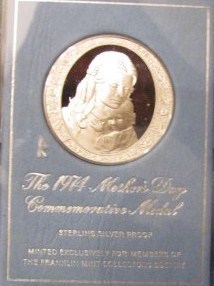 The 1974 Mother's Day
Commemorative Medal
STERLING SILVER PROOF
MINTED EXCLUSIVELY FOR MEMBERS OF
THE FRANKLIN MINT COLLECTORS SOCIETY